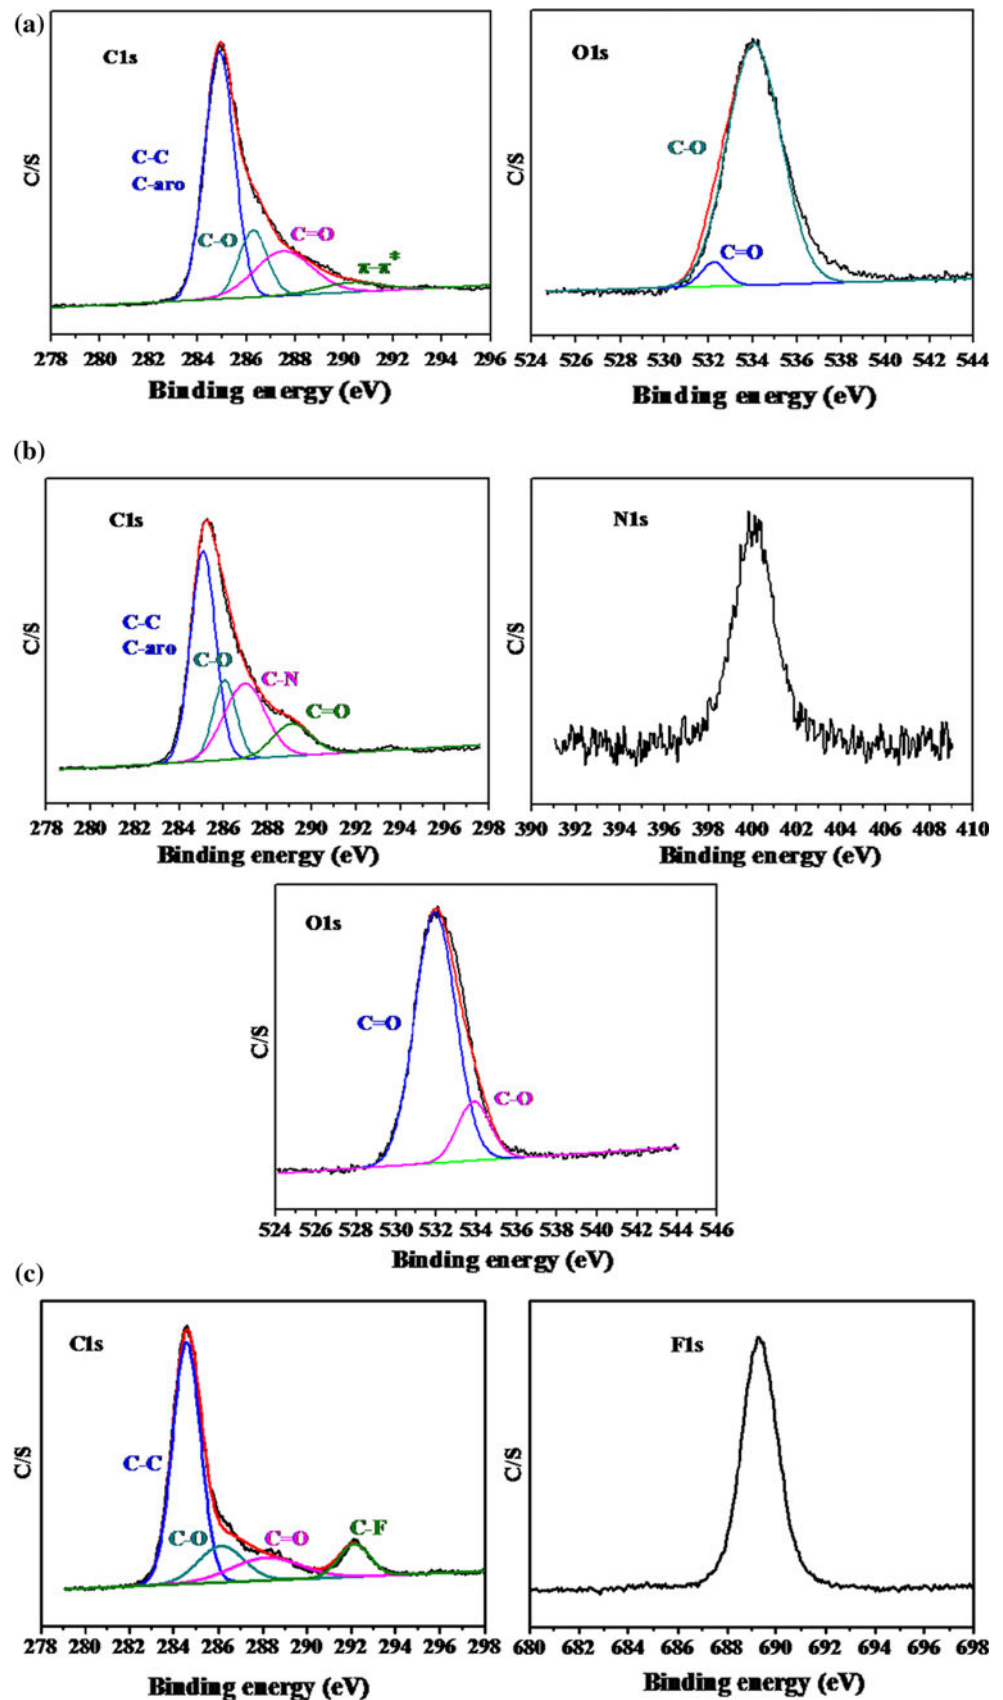 (a)
C1s
C-C
C-aro
C-O
C=O
π-π*
C/S
278 280 282 284 286 288 290 292 294 296
Binding energy (eV)
O1s
C-O
C=O
C/S
524 526 528 530 532 534 536 538 540 542 544
Binding energy (eV)
(b)
C1s
C-C
C-aro
C-O
C-N
C=O
C/S
278 280 282 284 286 288 290 292 294 296 298
Binding energy (eV)
N1s
C/S
390 392 394 396 398 400 402 404 406 408 410
Binding energy (eV)
O1s
C=O
C-O
C/S
524 526 528 530 532 534 536 538 540 542 544 546
Binding energy (eV)
(c)
C1s
C-C
C-O
C=O
C-F
C/S
278 280 282 284 286 288 290 292 294 296 298
Binding energy (eV)
F1s
C/S
680 682 684 686 688 690 692 694 696 698
Binding energy (eV)